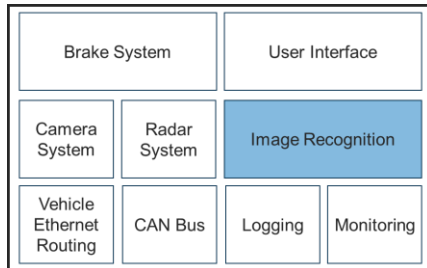 Brake System
User Interface
Camera
System
Radar
System
Image Recognition
Vehicle
Ethernet
Routing
CAN Bus
Logging
Monitoring